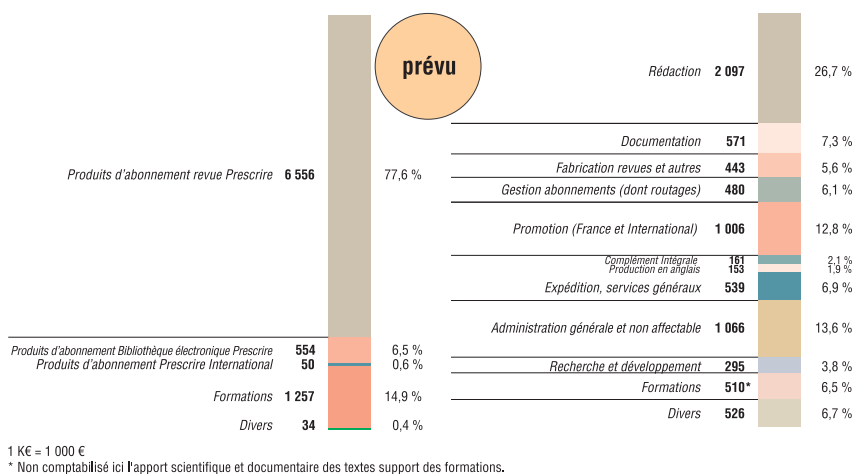 prévu
Produits d'abonnement revue Prescrire 6 556 77,6 %
Produits d'abonnement Bibliothèque électronique Prescrire 554 6,5 %
Produits d'abonnement Prescrire International 50 0,6 %
Formations 1 257 14,9 %
Divers 34 0,4 %
Rédaction 2 097 26,7 %
Documentation 571 7,3 %
Fabrication revues et autres 443 5,6 %
Gestion abonnements (dont routages) 480 6,1 %
Promotion (France et International) 1 006 12,8 %
Complément Intégrale 161 2,1 %
Production en anglais 153 1,9 %
Expédition, services généraux 539 6,9 %
Administration générale et non affectable 1 066 13,6 %
Recherche et développement 295 3,8 %
Formations 510* 6,5 %
Divers 526 6,7 %
1 K€ = 1 000 €
* Non comptabilisé ici l'apport scientifique et documentaire des textes support des formations.